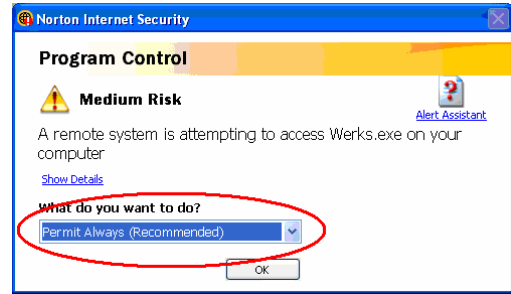 Norton Internet Security
Program Control
Medium Risk
Alert Assistant
A remote system is attempting to access Werks.exe on your
computer
Show Details
What do you want to do?
Permit Always (Recommended)
OK